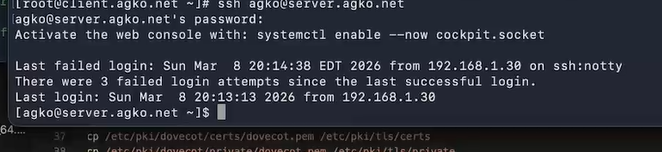 [root@client.agko.net ~]# ssh agko@server.agko.net
agko@server.agko.net's password:
Activate the web console with: systemctl enable --now cockpit.socket
Last failed login: Sun Mar  8 20:14:38 EDT 2026 from 192.168.1.30 on ssh:notty
There were 3 failed login attempts since the last successful login.
Last login: Sun Mar  8 20:13:13 2026 from 192.168.1.30
[agko@server.agko.net ~]$
64....
37 cp /etc/pki/dovecot/certs/dovecot.pem /etc/pki/tls/certs
38 cp /etc/pki/dovecot/private/dovecot.pem /etc/pki/tls/private